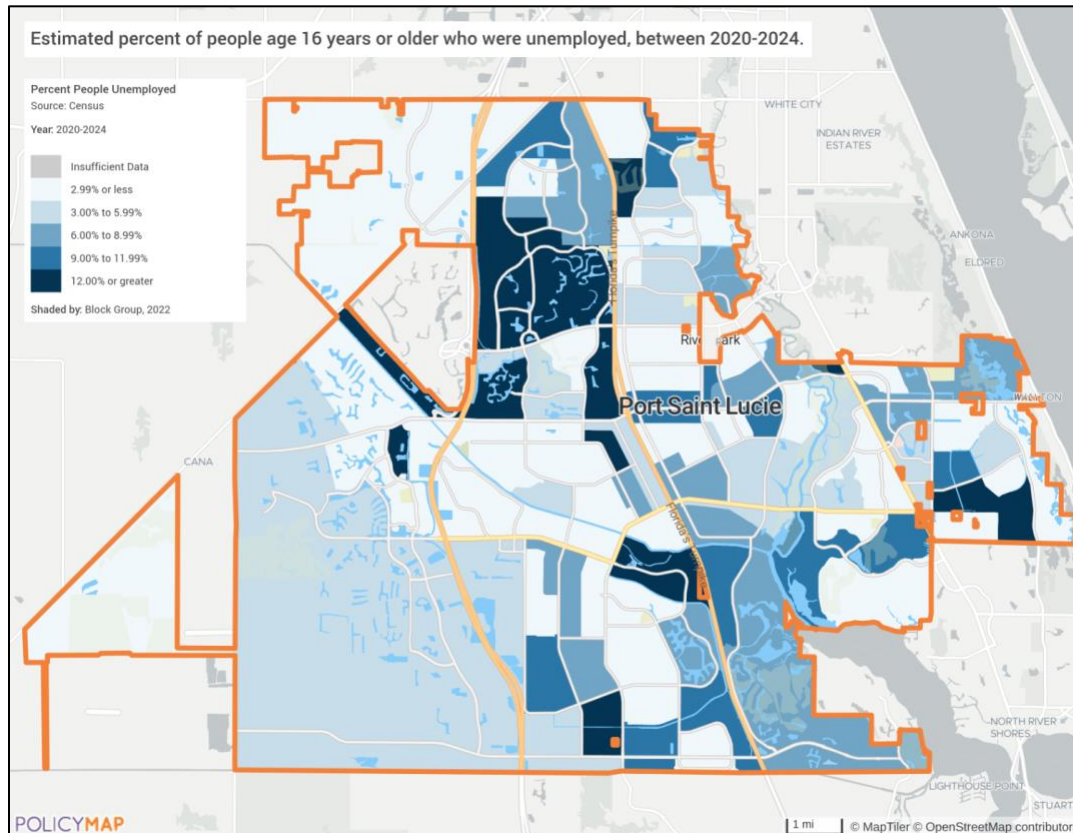 Estimated percent of people age 16 years or older who were unemployed, between 2020-2024.
Percent People Unemployed
Source: Census
Year: 2020-2024
Insufficient Data
2.99% or less
3.00% to 5.99%
6.00% to 8.99%
9.00% to 11.99%
12.00% or greater
Shaded by: Block Group, 2022
WHITE CITY
INDIAN RIVER
ESTATES
ANKONA
ELDRED
Florida's Turnpike
Port Saint Lucie
CANA
Florida's
NORTH RIVER
SHORES
LIGHTHOUSE POINT
STUART
POLICYMAP
1 mi
© MapTiler © OpenStreetMap contributor